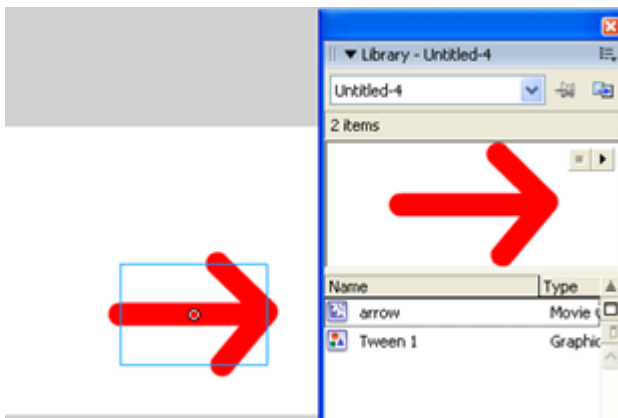 Library - Untitled-4
Untitled-4
2 items
Name Type
arrow Movie
Tween 1 Graphic